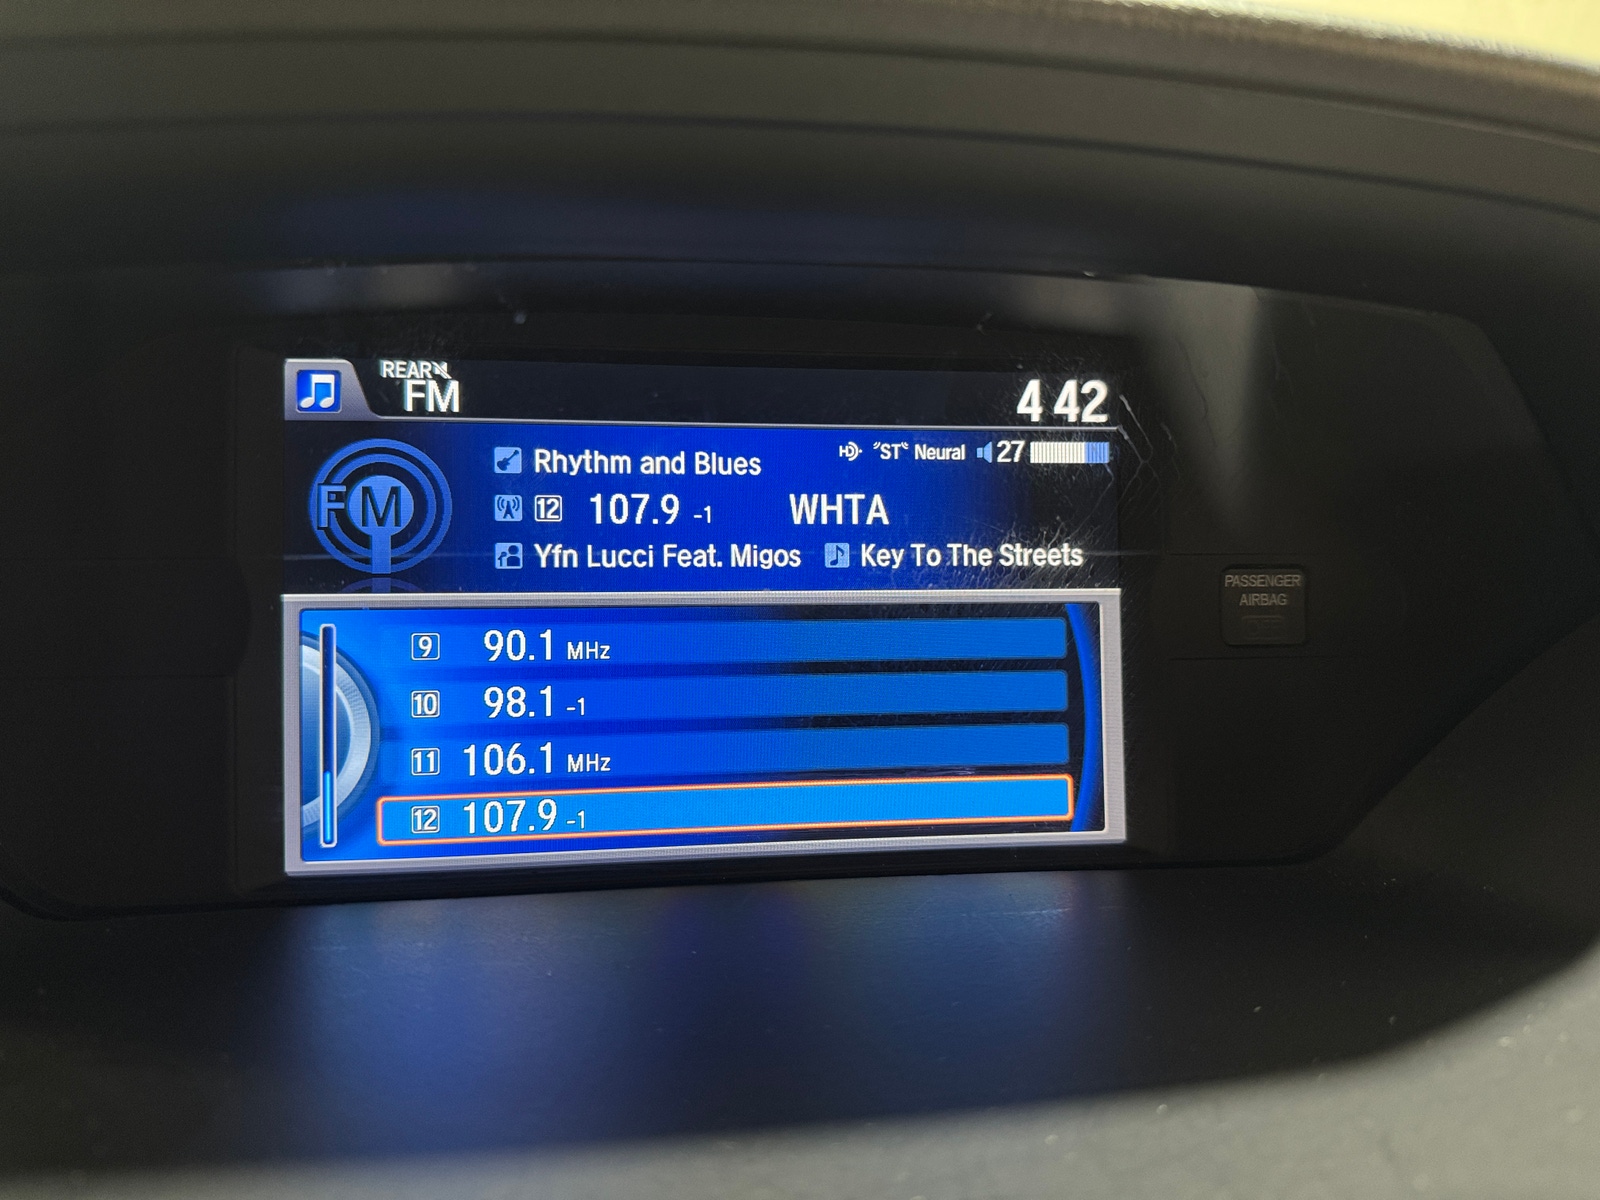 REAR
FM
4 42
Rhythm and Blues
HD "ST" Neural 27
FM
12 107.9 -1 WHTA
Yfn Lucci Feat. Migos Key To The Streets
9 90.1 MHz
10 98.1 -1
11 106.1 MHz
12 107.9 -1
PASSENGER
AIRBAG
OFF